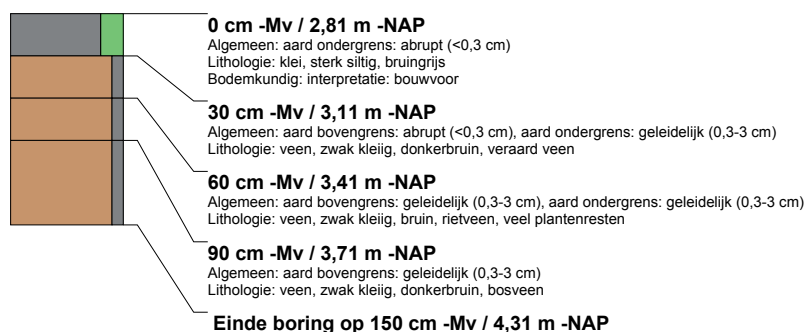 0 cm -Mv / 2,81 m -NAP
Algemeen: aard ondergrens: abrupt (<0,3 cm)
Lithologie: klei, sterk siltig, bruingrijs
Bodemkundig: interpretatie: bouwvoor
30 cm -Mv / 3,11 m -NAP
Algemeen: aard bovengrens: abrupt (<0,3 cm), aard ondergrens: geleidelijk (0,3-3 cm)
Lithologie: veen, zwak kleiig, donkerbruin, veraard veen
60 cm -Mv / 3,41 m -NAP
Algemeen: aard bovengrens: geleidelijk (0,3-3 cm), aard ondergrens: geleidelijk (0,3-3 cm)
Lithologie: veen, zwak kleiig, bruin, rietveen, veel plantenresten
90 cm -Mv / 3,71 m -NAP
Algemeen: aard bovengrens: geleidelijk (0,3-3 cm)
Lithologie: veen, zwak kleiig, donkerbruin, bosveen
Einde boring op 150 cm -Mv / 4,31 m -NAP